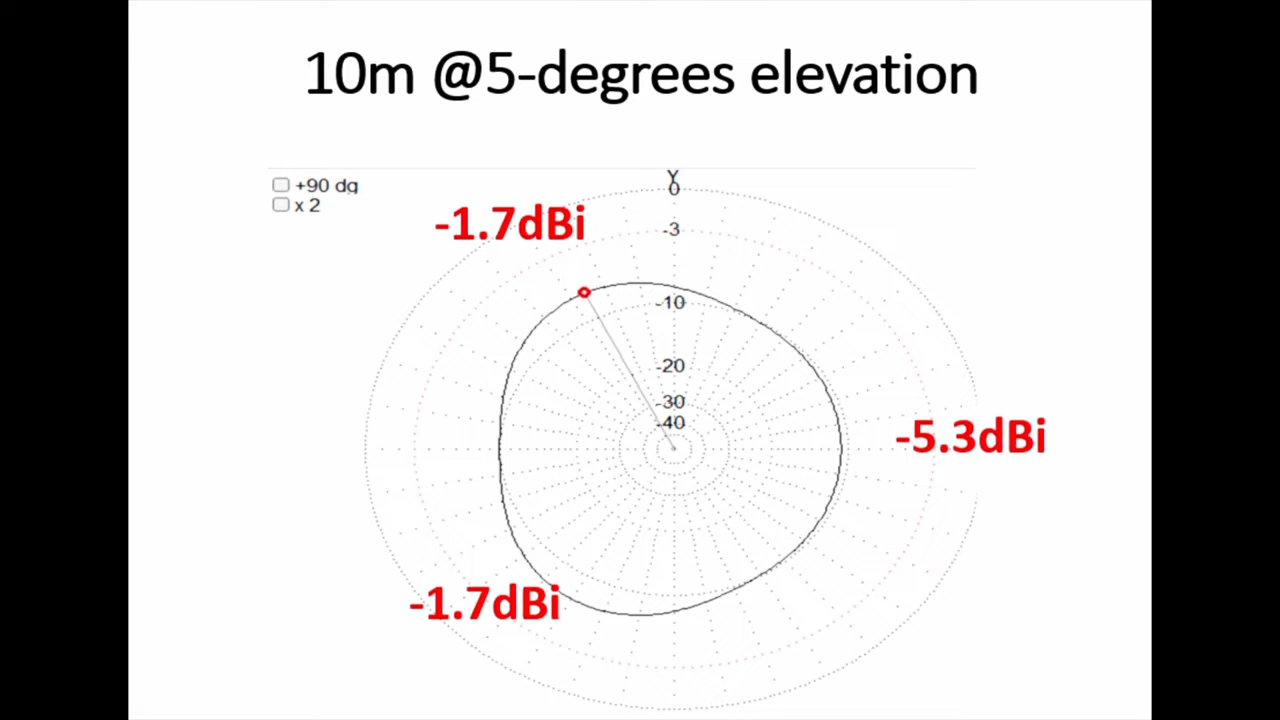 10m @5-degrees elevation
+90 dg
x 2
Y
0
-1.7dBi
-3
-10
-20
-30
-40
-5.3dBi
-1.7dBi